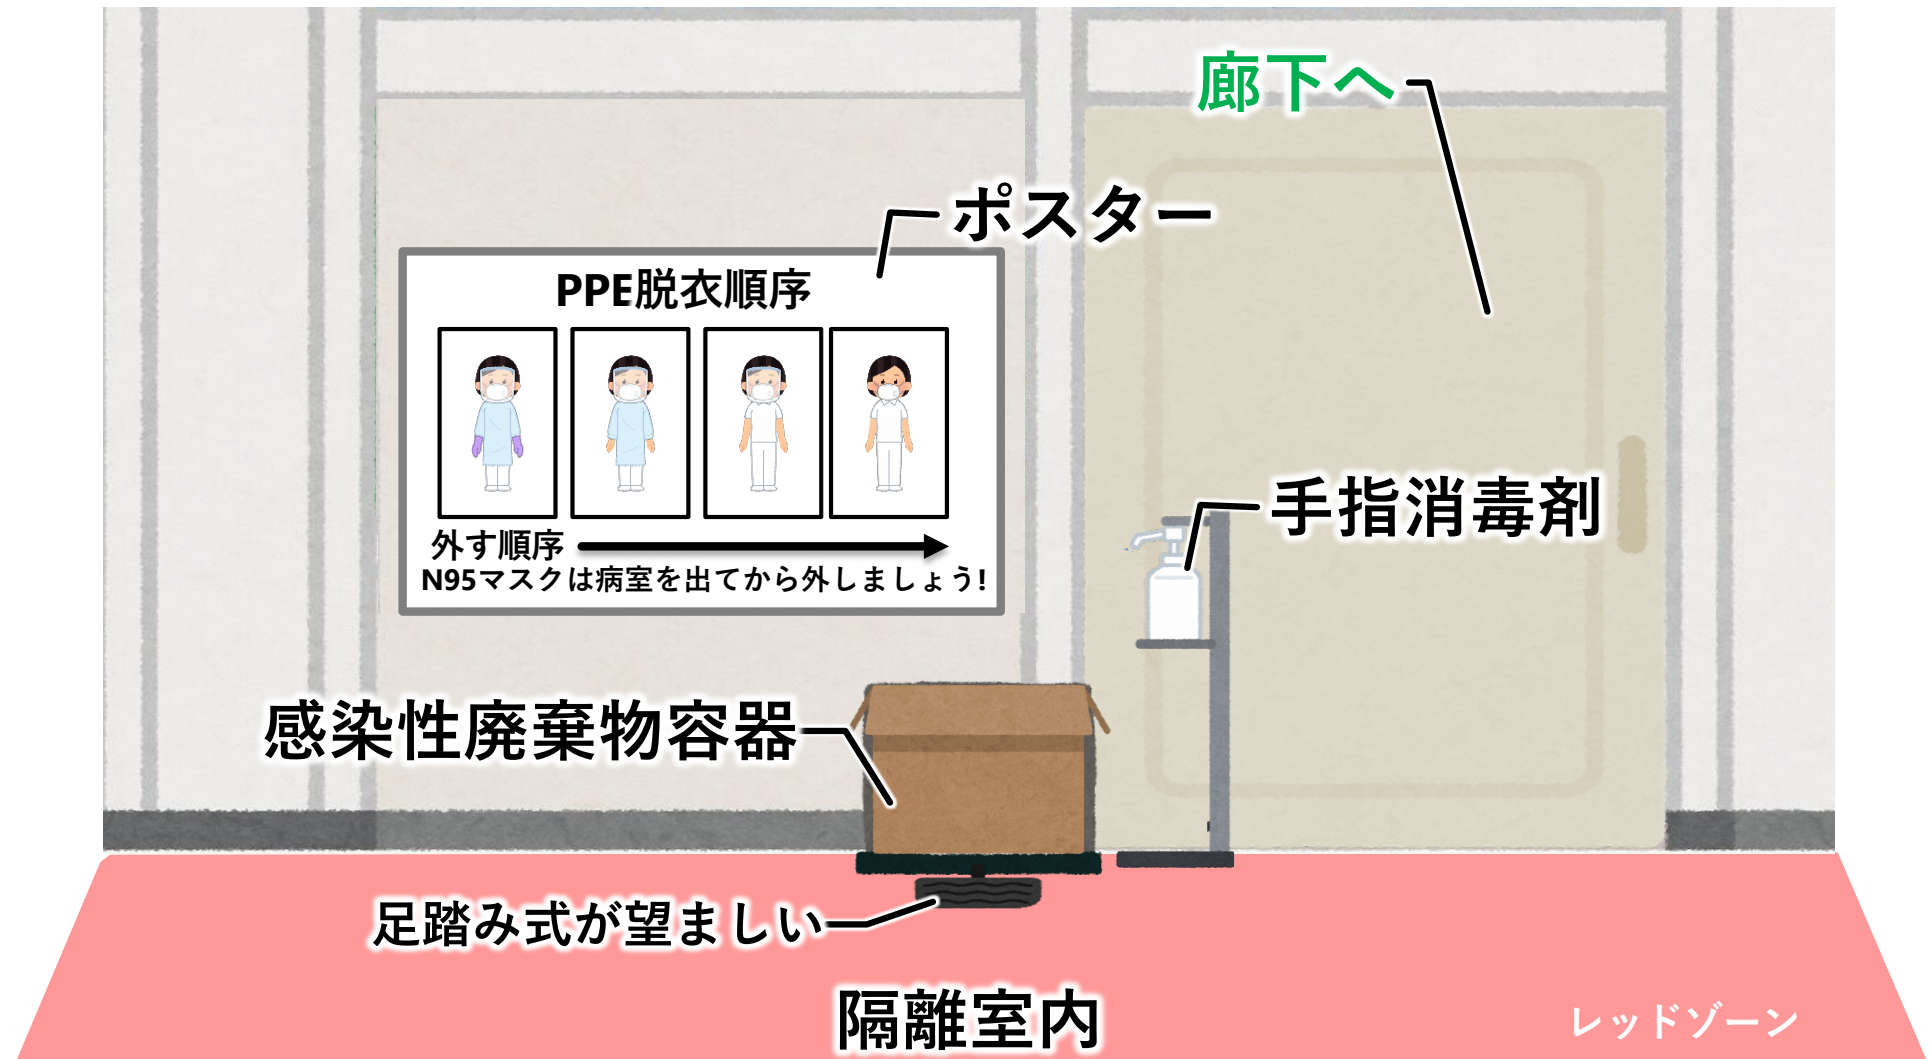 廊下へ
ポスター
PPE脱衣順序
外す順序
N95マスクは病室を出てから外しましょう!
手指消毒剤
感染性廃棄物容器
足踏み式が望ましい
隔離室内
レッドゾーン